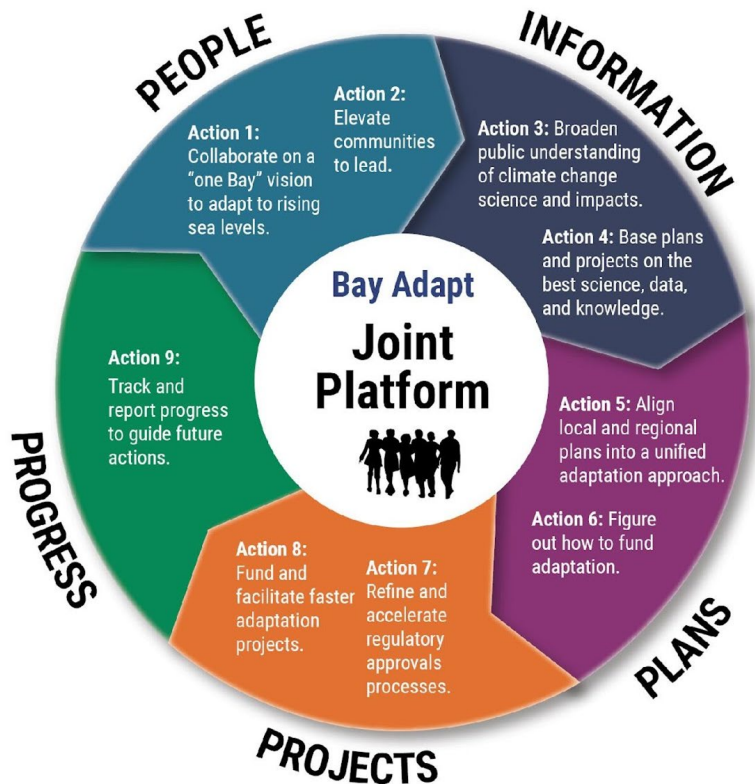 PEOPLE
Action 1:
Collaborate on a
“one Bay” vision
to adapt to rising
sea levels.
Action 2:
Elevate
communities
to lead.
INFORMATION
Action 3: Broaden
public understanding
of climate change
science and impacts.
Action 4: Base plans
and projects on the
best science, data,
and knowledge.
Bay Adapt
Joint
Platform
PLANS
Action 5: Align
local and regional
plans into a unified
adaptation approach.
Action 6: Figure
out how to fund
adaptation.
PROJECTS
Action 7:
Refine and
accelerate
regulatory
approvals
processes.
Action 8:
Fund and
facilitate faster
adaptation
projects.
PROGRESS
Action 9:
Track and
report progress
to guide future
actions.